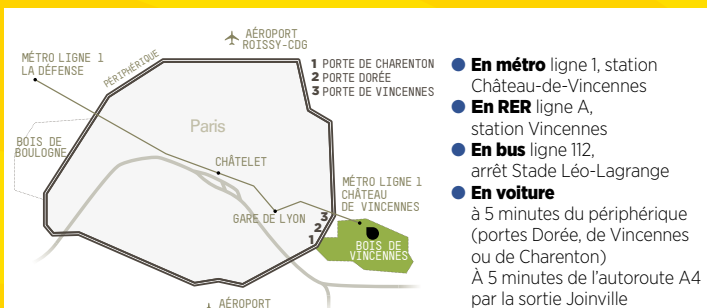 AÉROPORT
ROISSY-CDG
MÉTRO LIGNE 1
LA DÉFENSE
PÉRIPHÉRIQUE
1 PORTE DE CHARENTON
2 PORTE DORÉE
3 PORTE DE VINCENNES
Paris
BOIS DE
BOULOGNE
CHÂTELET
MÉTRO LIGNE 1
CHÂTEAU
DE VINCENNES
GARE DE LYON
3
2
1
BOIS DE
VINCENNES
AÉROPORT
En métro ligne 1, station
Château-de-Vincennes
En RER ligne A,
station Vincennes
En bus ligne 112,
arrêt Stade Léo-Lagrange
En voiture
à 5 minutes du périphérique
(portes Dorée, de Vincennes
ou de Charenton)
À 5 minutes de l'autoroute A4
par la sortie Joinville